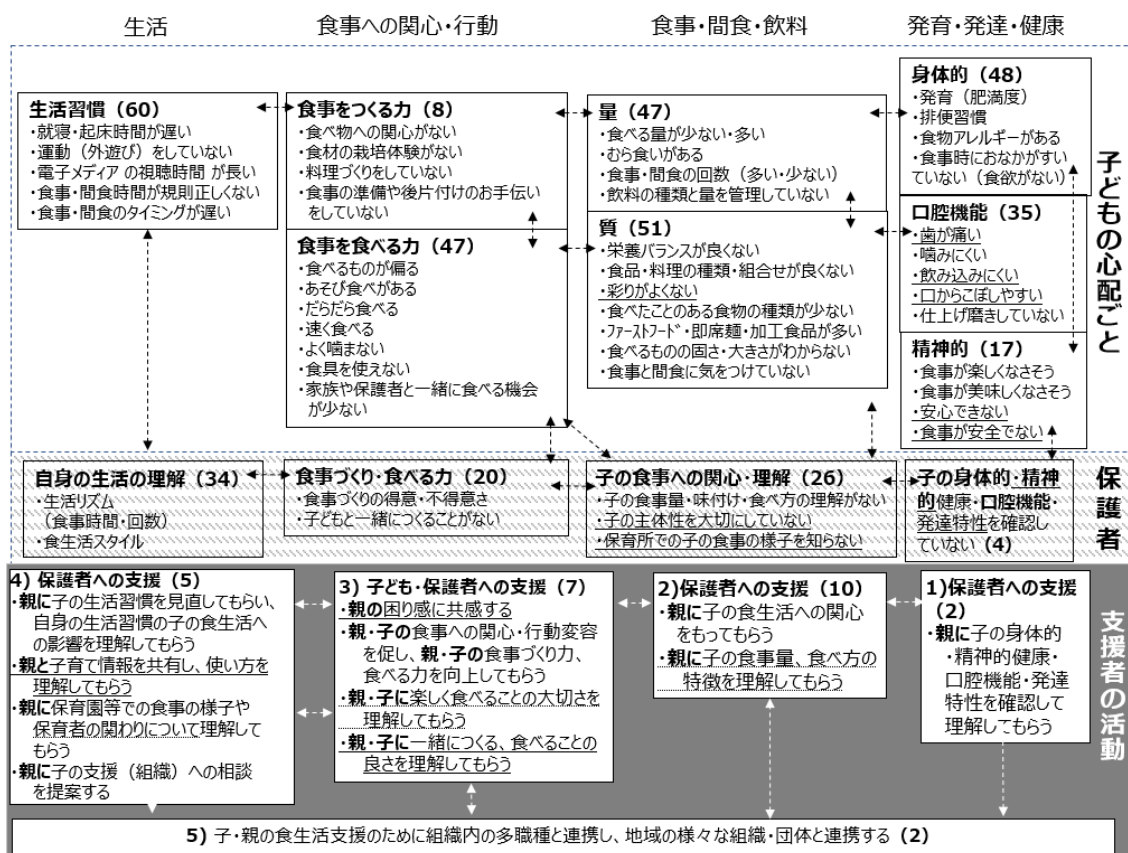 生活
食事への関心・行動
食事・間食・飲料
発育・発達・健康
生活習慣（60）
・就寝・起床時間が遅い
・運動（外遊び）をしていない
・電子メディア の視聴時間 が長い
・食事・間食時間が規則正しくない
・食事・間食のタイミングが遅い
食事をつくる力（8）
・食べ物への関心がない
・食材の栽培体験がない
・料理づくりをしていない
・食事の準備や後片付けのお手伝い
をしていない
食事を食べる力（47）
・食べるものが偏る
・あそび食べがある
・だらだら食べる
・速く食べる
・よく噛まない
・食具を使えない
・家族や保護者と一緒に食べる機会
が少ない
量（47）
・食べる量が少ない・多い
・むら食いがある
・食事・間食の回数（多い・少ない）
・飲料の種類と量を管理していない
質（51）
・栄養バランスが良くない
・食品・料理の種類・組合せが良くない
・彩りがよくない
・食べたことのある食物の種類が少ない
・ファーストフード・即席麺・加工食品が多い
・食べるものの固さ・大きさがわからない
・食事と間食に気をつけていない
身体的（48）
・発育（肥満度）
・排便習慣
・食物アレルギーがある
・食事時におなかがすい
ていない（食欲がない）
口腔機能（35）
・歯が痛い
・噛みにくい
・飲み込みにくい
・口からこぼしやすい
・仕上げ磨きしていない
精神的（17）
・食事が楽しくなさそう
・食事が美味しくなさそう
・安心できない
・食事が安全でない
子どもの心配ごと
自身の生活の理解（34）
・生活リズム
（食事時間・回数）
・食生活スタイル
食事づくり・食べる力（20）
・食事づくりの得意・不得意さ
・子どもと一緒につくることがない
子の食事への関心・理解（26）
・子の食事量・味付け・食べ方の理解がない
・子の主体性を大切にしていない
・保育所での子の食事の様子を知らない
子の身体的・精神
的健康・口腔機能・
発達特性を確認し
ていない（4）
保護者
4）保護者への支援（5）
・親に子の生活習慣を見直してもらい、
自身の生活習慣の子の食生活へ
の影響を理解してもらう
・親と子育て情報を共有し、使い方を
理解してもらう
・親に保育園等での食事の様子や
保育者の関わりについて理解して
もらう
・親に子の支援（組織）への相談
を提案する
3）子ども・保護者への支援（7）
・親の困り感に共感する
・親・子の食事への関心・行動変容
を促し、親・子の食事づくり力、
食べる力を向上してもらう
・親・子に楽しく食べることの大切さを
理解してもらう
・親・子に一緒につくる、食べることの
良さを理解してもらう
2)保護者への支援（10）
・親に子の食生活への関心
をもってもらう
・親に子の食事量、食べ方の
特徴を理解してもらう
1)保護者への支援
（2）
・親に子の身体的
・精神的健康・
口腔機能・発達
特性を確認して
理解してもらう
支援者の活動
5）子・親の食生活支援のために組織内の多職種と連携し、地域の様々な組織・団体と連携する（2）